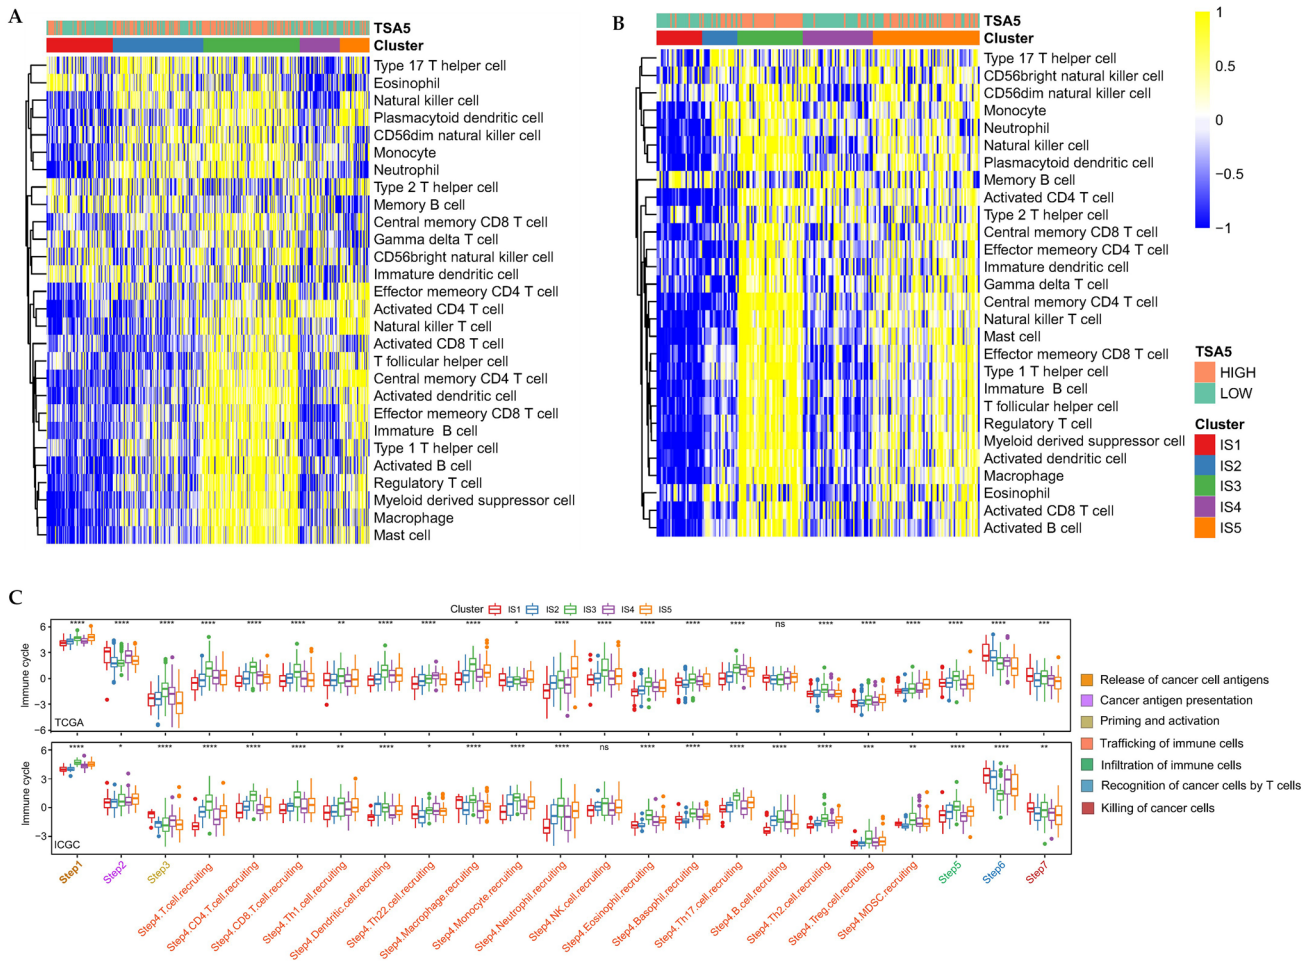 A
TSA5
Cluster
Type 17 T helper cell
Eosinophil
Natural killer cell
Plasmacytoid dendritic cell
CD56dim natural killer cell
Monocyte
Neutrophil
Type 2 T helper cell
Memory B cell
Central memory CD8 T cell
Gamma delta T cell
CD56bright natural killer cell
Immature dendritic cell
Effector memeory CD4 T cell
Activated CD4 T cell
Natural killer T cell
Activated CD8 T cell
T follicular helper cell
Central memory CD4 T cell
Activated dendritic cell
Effector memeory CD8 T cell
Immature B cell
Type 1 T helper cell
Activated B cell
Regulatory T cell
Myeloid derived suppressor cell
Macrophage
Mast cell
B
TSA5
Cluster
Type 17 T helper cell
CD56bright natural killer cell
CD56dim natural killer cell
Monocyte
Neutrophil
Natural killer cell
Plasmacytoid dendritic cell
Memory B cell
Activated CD4 T cell
Type 2 T helper cell
Central memory CD8 T cell
Effector memeory CD4 T cell
Immature dendritic cell
Gamma delta T cell
Central memory CD4 T cell
Natural killer T cell
Mast cell
Effector memeory CD8 T cell
Type 1 T helper cell
Immature B cell
T follicular helper cell
Regulatory T cell
Myeloid derived suppressor cell
Activated dendritic cell
Macrophage
Eosinophil
Activated CD8 T cell
Activated B cell
1
0.5
0
−0.5
−1
TSA5
HIGH
LOW
Cluster
IS1
IS2
IS3
IS4
IS5
C
Cluster IS1 IS2 IS3 IS4 IS5
**** **** **** **** **** **** ** **** **** **** * **** **** **** **** **** ns **** **** **** **** **** ***
6
3
0
−3
−6
Immune cycle
TCGA
**** * **** **** **** **** ** **** * **** **** **** ns **** **** **** **** **** *** ** **** **** **
6
3
0
−3
Immune cycle
ICGC
Step1
Step2
Step3
Step4.T.cell.recruiting
Step4.CD4.T.cell.recruiting
Step4.CD8.T.cell.recruiting
Step4.Th1.cell.recruiting
Step4.Dendritic.cell.recruiting
Step4.Th22.cell.recruiting
Step4.Macrophage.recruiting
Step4.Monocyte.recruiting
Step4.Neutrophil.recruiting
Step4.NK.cell.recruiting
Step4.Eosinophil.recruiting
Step4.Basophil.recruiting
Step4.Th17.cell.recruiting
Step4.B.cell.recruiting
Step4.Th2.cell.recruiting
Step4.Treg.cell.recruiting
Step4.MDSC.recruiting
Step5
Step6
Step7
Release of cancer cell antigens
Cancer antigen presentation
Priming and activation
Trafficking of immune cells
Infiltration of immune cells
Recognition of cancer cells by T cells
Killing of cancer cells